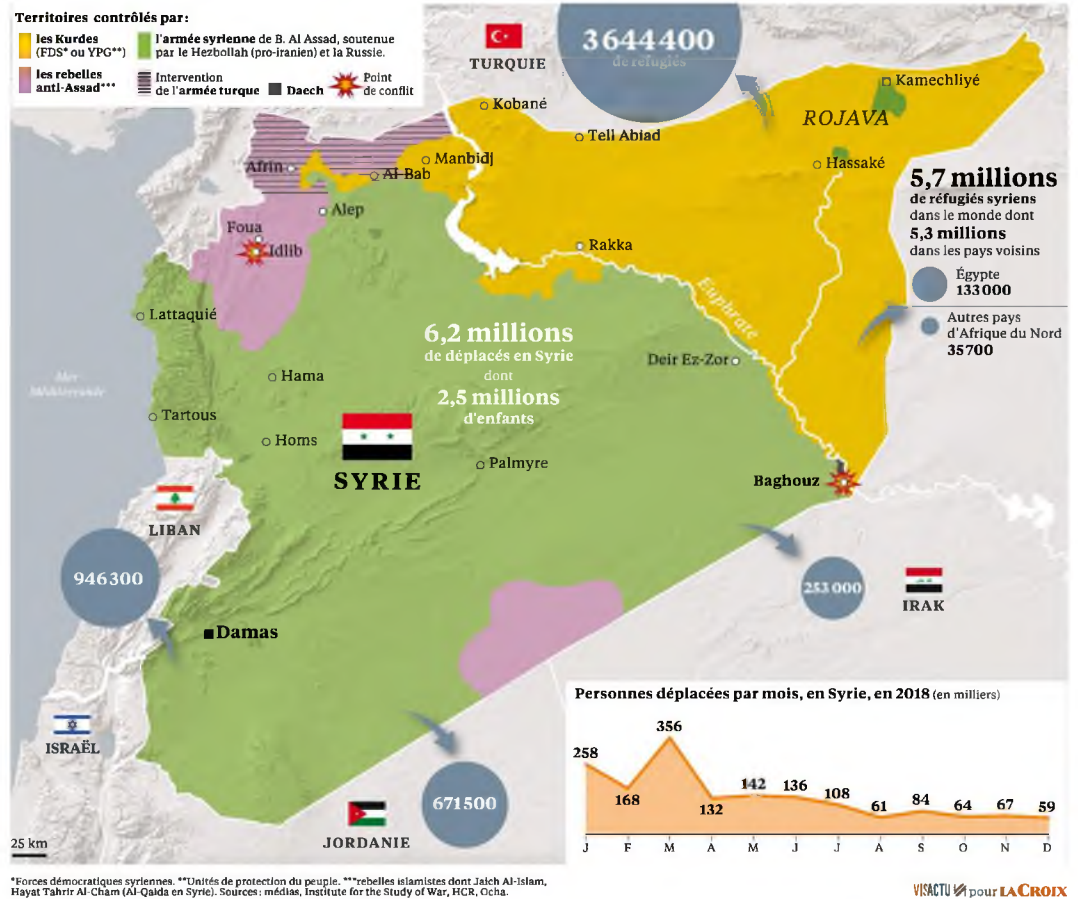 Territoires contrôlés par :
les Kurdes
(FDS* ou YPG**)
l'armée syrienne de B. Al Assad, soutenue
par le Hezbollah (pro-iranien) et la Russie.
les rebelles
anti-Assad***
Intervention
de l'armée turque
Daech
Point
de conflit
TURQUIE
3644400
de réfugiés
Kamechliyé
Kobané
ROJAVA
Tell Abiad
Manbidj
Hassaké
Afrin
Al-Bab
5,7 millions
de réfugiés syriens
dans le monde dont
5,3 millions
dans les pays voisins
Alep
Foua
Idlib
Rakka
Égypte
133 000
Euphrate
Lattaquié
Autres pays
d'Afrique du Nord
35700
6,2 millions
de déplacés en Syrie
dont
2,5 millions
d'enfants
Deir Ez-Zor
Mer
Méditerranée
Hama
Tartous
Homs
Palmyre
SYRIE
Baghouz
LIBAN
946300
253 000
IRAK
Damas
ISRAËL
671500
JORDANIE
25 km
Personnes déplacées par mois, en Syrie, en 2018 (en milliers)
258
168
356
132
142
136
108
61
84
64
67
59
J F M A M J J A S O N D
*Forces démocratiques syriennes. **Unités de protection du peuple. ***rebelles islamistes dont Jaich Al-Islam,
Hayat Tahrir Al-Cham (Al-Qaida en Syrie). Sources : médias, Institute for the Study of War, HCR, Ocha.
VISACTU pour LA CROIX